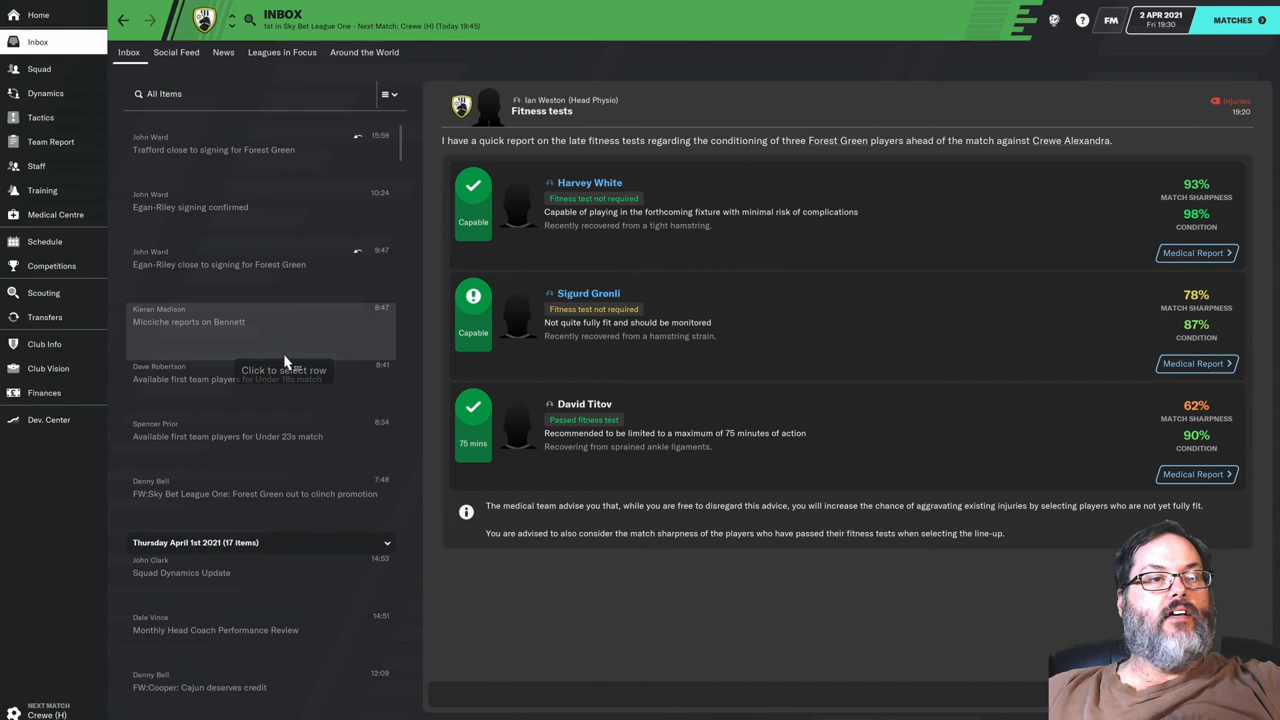 Home
Inbox
Squad
Dynamics
Tactics
Team Report
Staff
Training
Medical Centre
Schedule
Competitions
Scouting
Transfers
Club Info
Club Vision
Finances
Dev. Center
NEXT MATCH
Crewe (H)
INBOX
1st in Sky Bet League One - Next Match: Crewe (H) (Today 19:45)
FM
2 APR 2021
Fri 19:30
MATCHES
Inbox
Social Feed
News
Leagues in Focus
Around the World
All Items
John Ward
15:59
Trafford close to signing for Forest Green
John Ward
10:24
Egan-Riley signing confirmed
John Ward
9:47
Egan-Riley close to signing for Forest Green
Kieran Madison
8:47
Micciche reports on Bennett
Click to select row
Dave Robertson
8:41
Available first team players for Under 18s match
Spencer Prior
8:34
Available first team players for Under 23s match
Danny Bell
7:48
FW:Sky Bet League One: Forest Green out to clinch promotion
Thursday April 1st 2021 (17 items)
John Clark
14:53
Squad Dynamics Update
Dale Vince
14:51
Monthly Head Coach Performance Review
Danny Bell
12:09
FW:Cooper: Cajun deserves credit
Ian Weston (Head Physio)
Fitness tests
Injuries
19:20
I have a quick report on the late fitness tests regarding the conditioning of three Forest Green players ahead of the match against Crewe Alexandra.
Capable
Harvey White
Fitness test not required
Capable of playing in the forthcoming fixture with minimal risk of complications
Recently recovered from a tight hamstring.
93%
MATCH SHARPNESS
98%
CONDITION
Medical Report
Capable
Sigurd Grønli
Fitness test not required
Not quite fully fit and should be monitored
Recently recovered from a hamstring strain.
78%
MATCH SHARPNESS
87%
CONDITION
Medical Report
75 mins
David Titov
Passed fitness test
Recommended to be limited to a maximum of 75 minutes of action
Recovering from sprained ankle ligaments.
62%
MATCH SHARPNESS
90%
CONDITION
Medical Report
The medical team advise you that, while you are free to disregard this advice, you will increase the chance of aggravating existing injuries by selecting players who are not yet fully fit.
You are advised to also consider the match sharpness of the players who have passed their fitness tests when selecting the line-up.